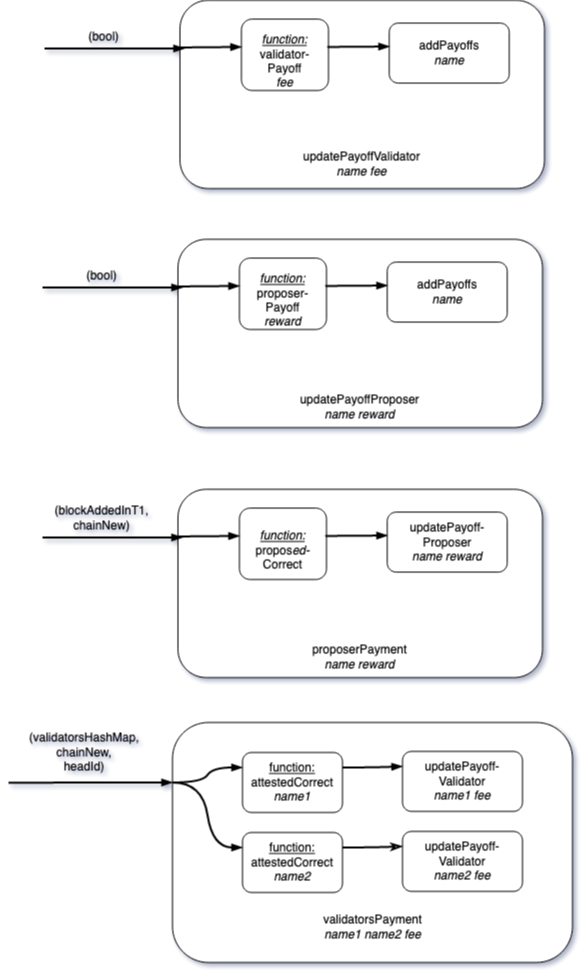 (bool)
function:
validator-
Payoff
fee
addPayoffs
name
updatePayoffValidator
name fee
(bool)
function:
proposer-
Payoff
reward
addPayoffs
name
updatePayoffProposer
name reward
(blockAddedInT1,
chainNew)
function:
proposed-
Correct
updatePayoff-
Proposer
name reward
proposerPayment
name reward
(validatorsHashMap,
chainNew,
headId)
function:
attestedCorrect
name1
updatePayoff-
Validator
name1 fee
function:
attestedCorrect
name2
updatePayoff-
Validator
name2 fee
validatorsPayment
name1 name2 fee